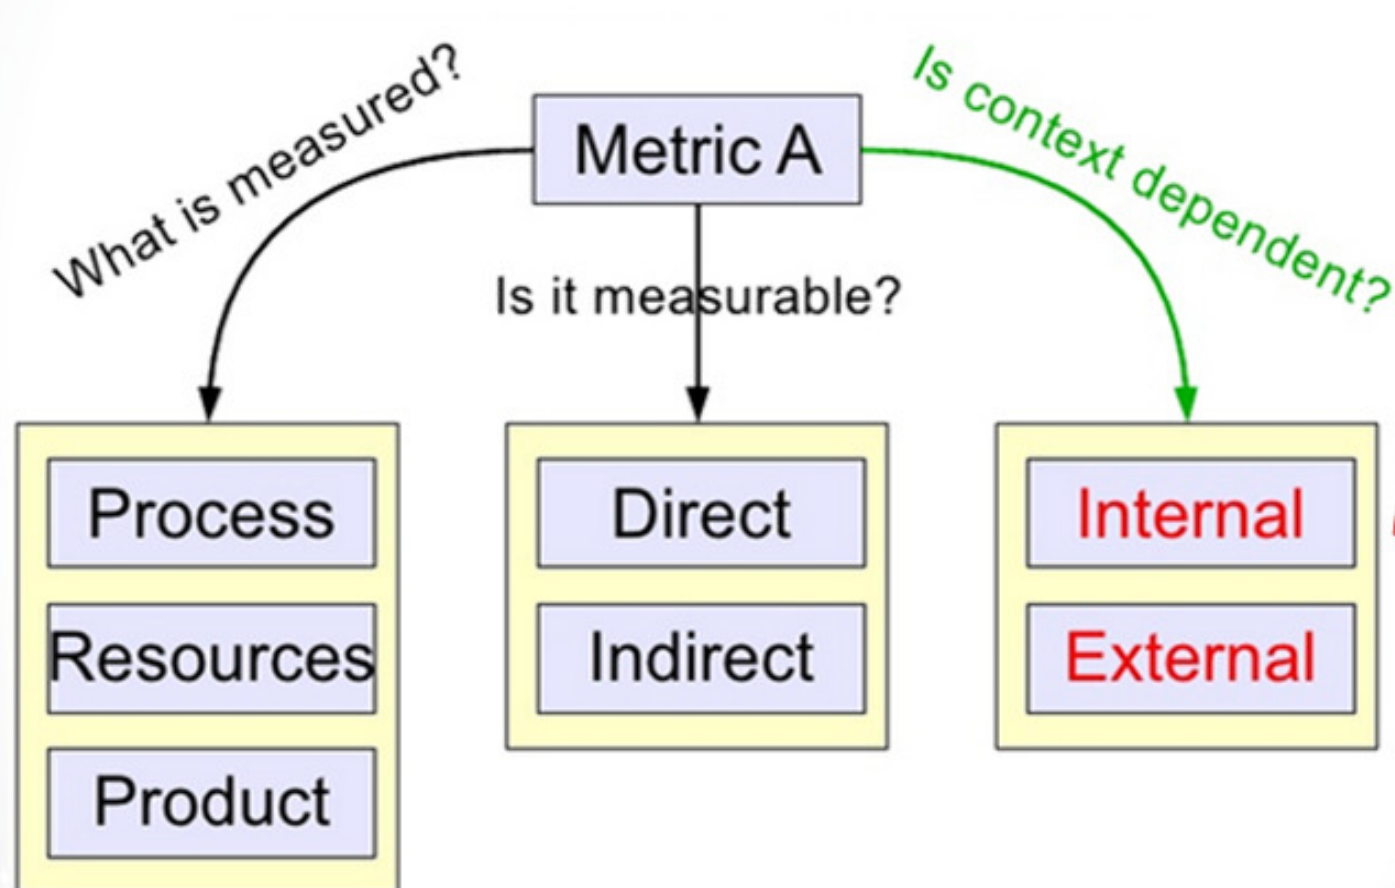 What is measured?
Metric A
Is context dependent?
Is it measurable?
Process
Resources
Product
Direct
Indirect
Internal
External